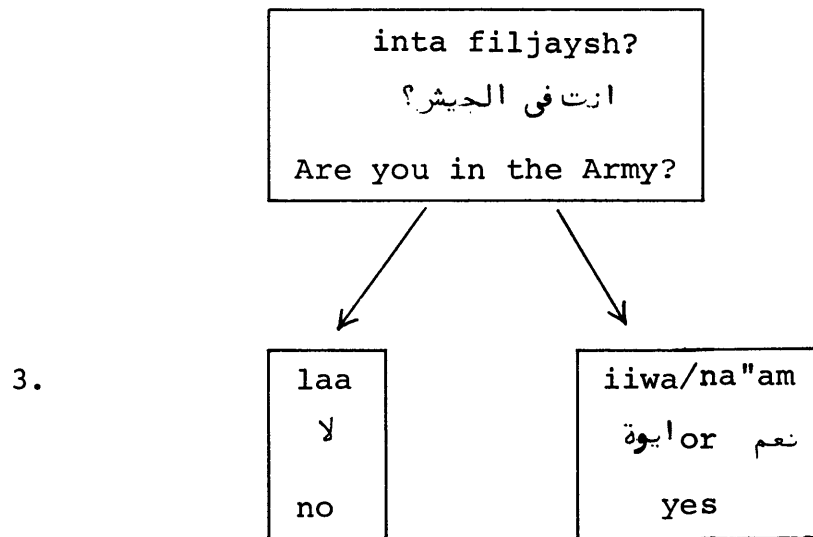 inta filjaysh?
انت فى الجيش؟
Are you in the Army?
3.
laa
لا
no
iiwa/na"am
نعم or ايوة
yes